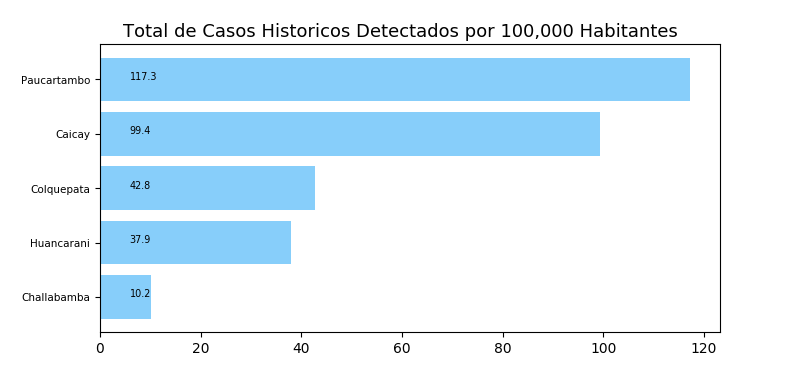 Total de Casos Historicos Detectados por 100,000 Habitantes
Paucartambo 117.3
Caicay 99.4
Colquepata 42.8
Huancarani 37.9
Challabamba 10.2
0 20 40 60 80 100 120